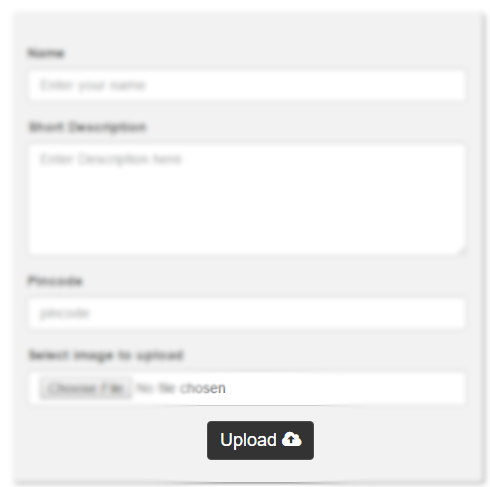 Name
Enter your name
Short Description
Enter Description here
Pincode
pincode
Select image to upload
Choose File No file chosen
Upload